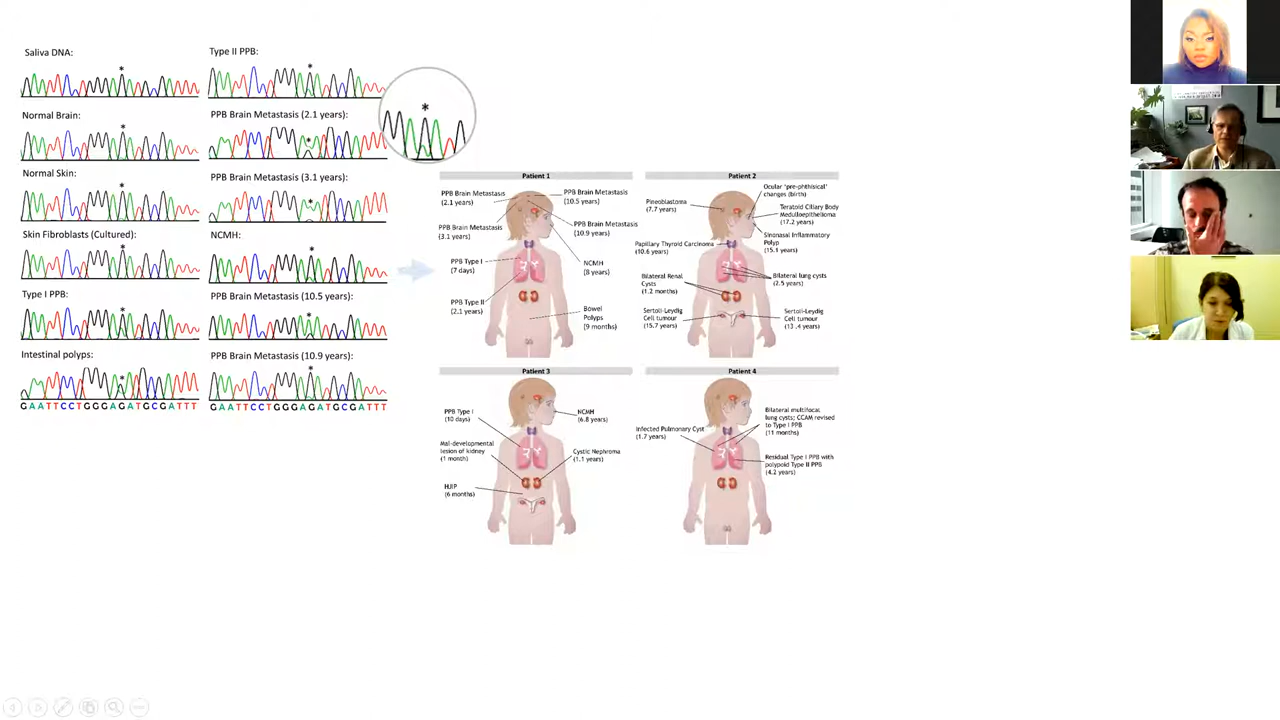 Saliva DNA:
*
Normal Brain:
*
Normal Skin:
*
Skin Fibroblasts (Cultured):
*
Type I PPB:
*
Intestinal polyps:
*
GAATTCCTGGGAGATGCGATTT
Type II PPB:
*
PPB Brain Metastasis (2.1 years):
*
PPB Brain Metastasis (3.1 years):
*
NCMH:
*
PPB Brain Metastasis (10.5 years):
*
PPB Brain Metastasis (10.9 years):
*
GAATTCCTGGGAGATGCGATTT
*
Patient 1
PPB Brain Metastasis
(2.1 years)
PPB Brain Metastasis
(10.5 years)
PPB Brain Metastasis
(3.1 years)
PPB Brain Metastasis
(10.9 years)
PPB Type I
(7 days)
NCMH
(8 years)
PPB Type II
(2.1 years)
Bowel
Polyps
(9 months)
Patient 2
Pineoblastoma
(7.7 years)
Ocular 'pre-phthisical'
changes (birth)
Teratoid Ciliary Body
Medulloepithelioma
(17.2 years)
Sinonasal Inflammatory
Polyp
(15.1 years)
Papillary Thyroid Carcinoma
(10.6 years)
Bilateral Renal
Cysts
(1.2 months)
Bilateral lung cysts
(2.5 years)
Sertoli-Leydig
Cell tumour
(15.7 years)
Sertoli-Leydig
Cell tumour
(13.4 years)
Patient 3
PPB Type I
(10 days)
NCMH
(6.8 years)
Mal-developmental
lesion of kidney
(1 month)
Cystic Nephroma
(1.1 years)
HJIP
(6 months)
Patient 4
Infected Pulmonary Cyst
(1.7 years)
Bilateral multifocal
lung cysts; CCAM revised
to Type I PPB
(11 months)
Residual Type I PPB with
polypoid Type II PPB
(4.2 years)